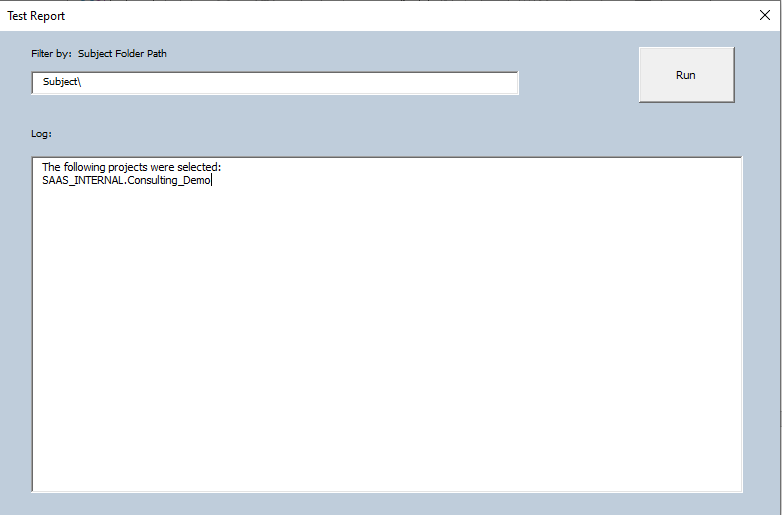 Test Report
Filter by:  Subject Folder Path
Subject\
Run
Log:
The following projects were selected:
SAAS_INTERNAL.Consulting_Demo